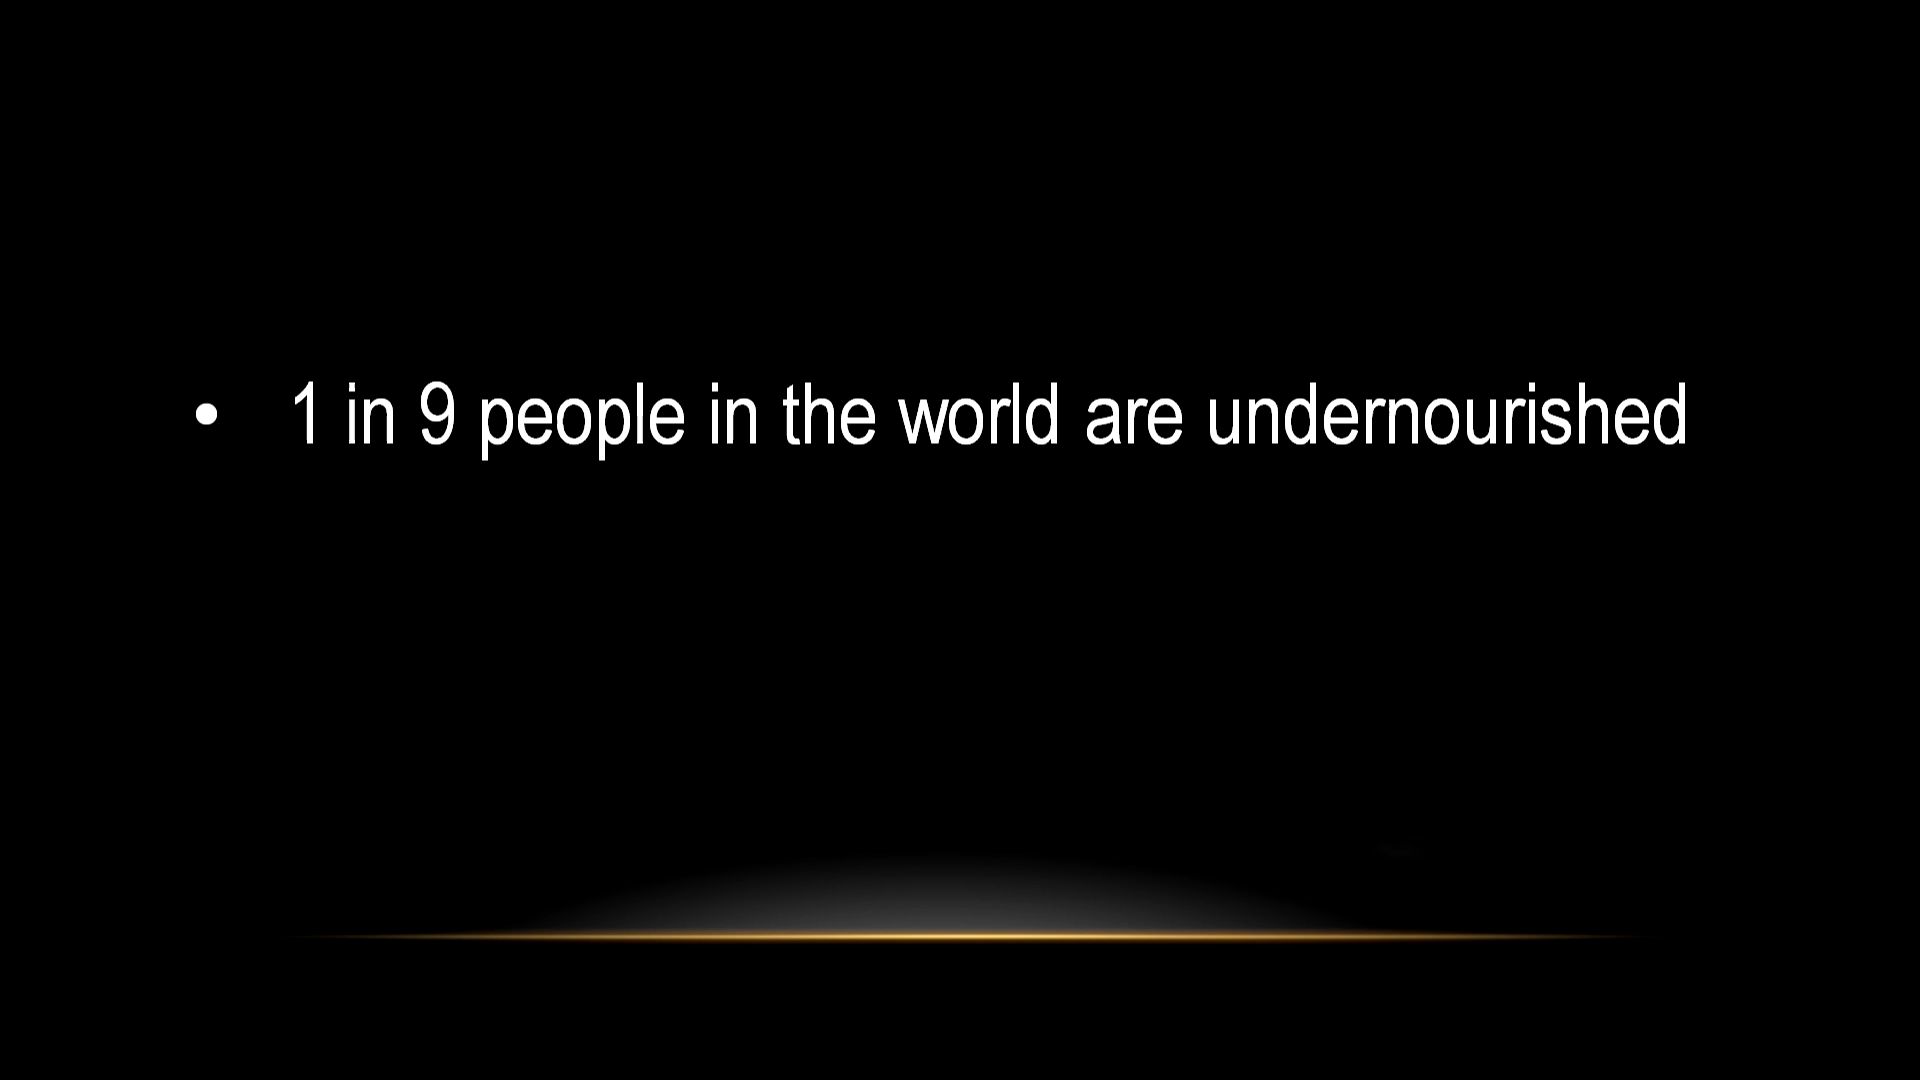 • 1 in 9 people in the world are undernourished